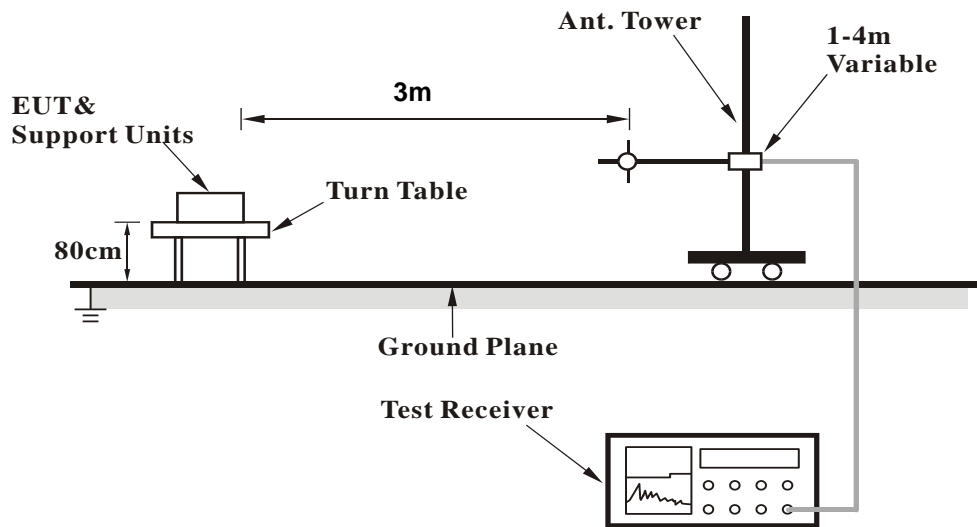 Ant. Tower
1-4m
Variable
3m
EUT&
Support Units
Turn Table
80cm
Ground Plane
Test Receiver